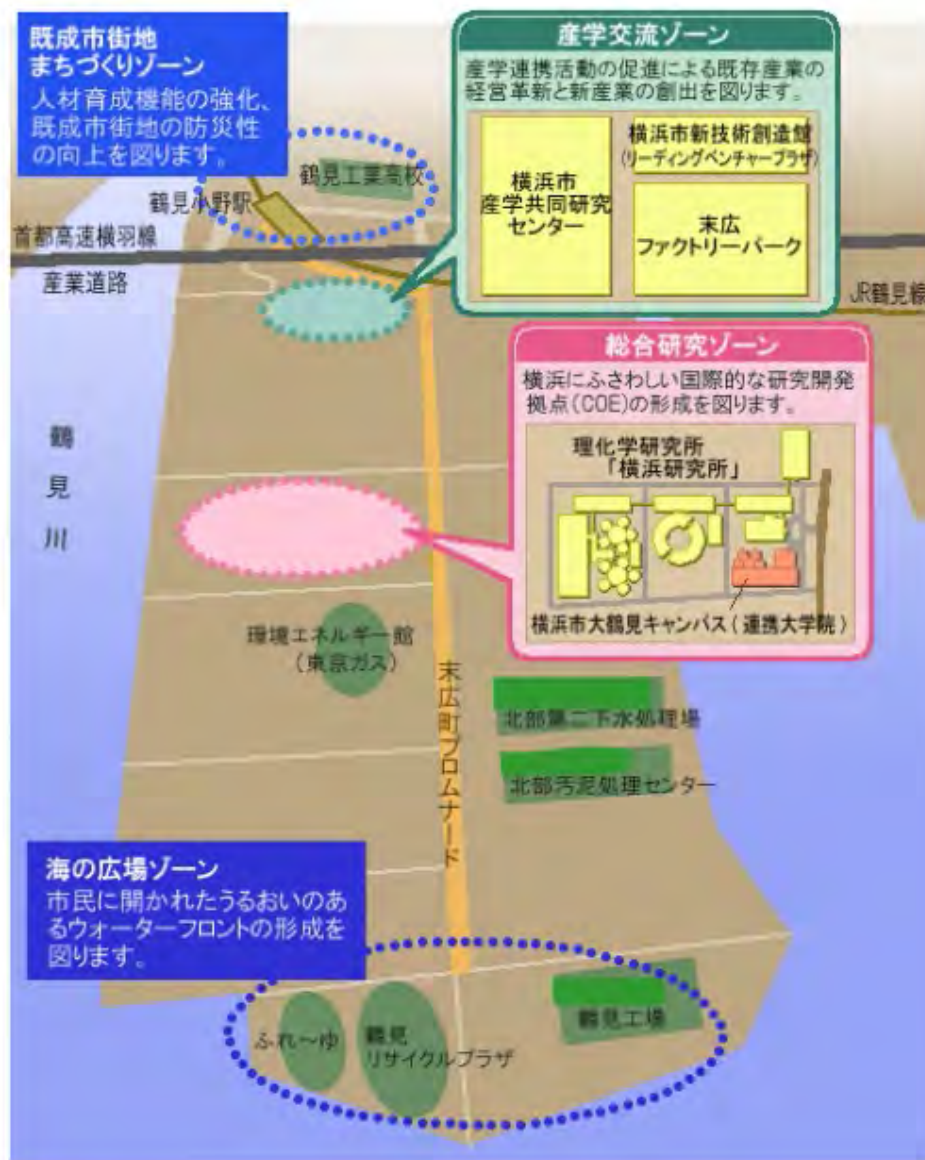 既成市街地
まちづくりゾーン
人材育成機能の強化、
既成市街地の防災性
の向上を図ります。
産学交流ゾーン
産学連携活動の促進による既存産業の
経営革新と新産業の創出を図ります。
横浜市
産学共同研究
センター
横浜市新技術創造館
(リーディングベンチャープラザ)
末広
ファクトリーパーク
鶴見工業高校
鶴見小野駅
首都高速横羽線
産業道路
JR鶴見線
総合研究ゾーン
横浜にふさわしい国際的な研究開発
拠点(COE)の形成を図ります。
理化学研究所
「横浜研究所」
横浜市大鶴見キャンパス(連携大学院)
鶴見川
環境エネルギー館
(東京ガス)
末広町プロムナード
北部第二下水処理場
北部汚泥処理センター
海の広場ゾーン
市民に開かれたうるおいのあ
るウォーターフロントの形成を
図ります。
ふれ〜ゆ
鶴見
リサイクルプラザ
鶴見工場